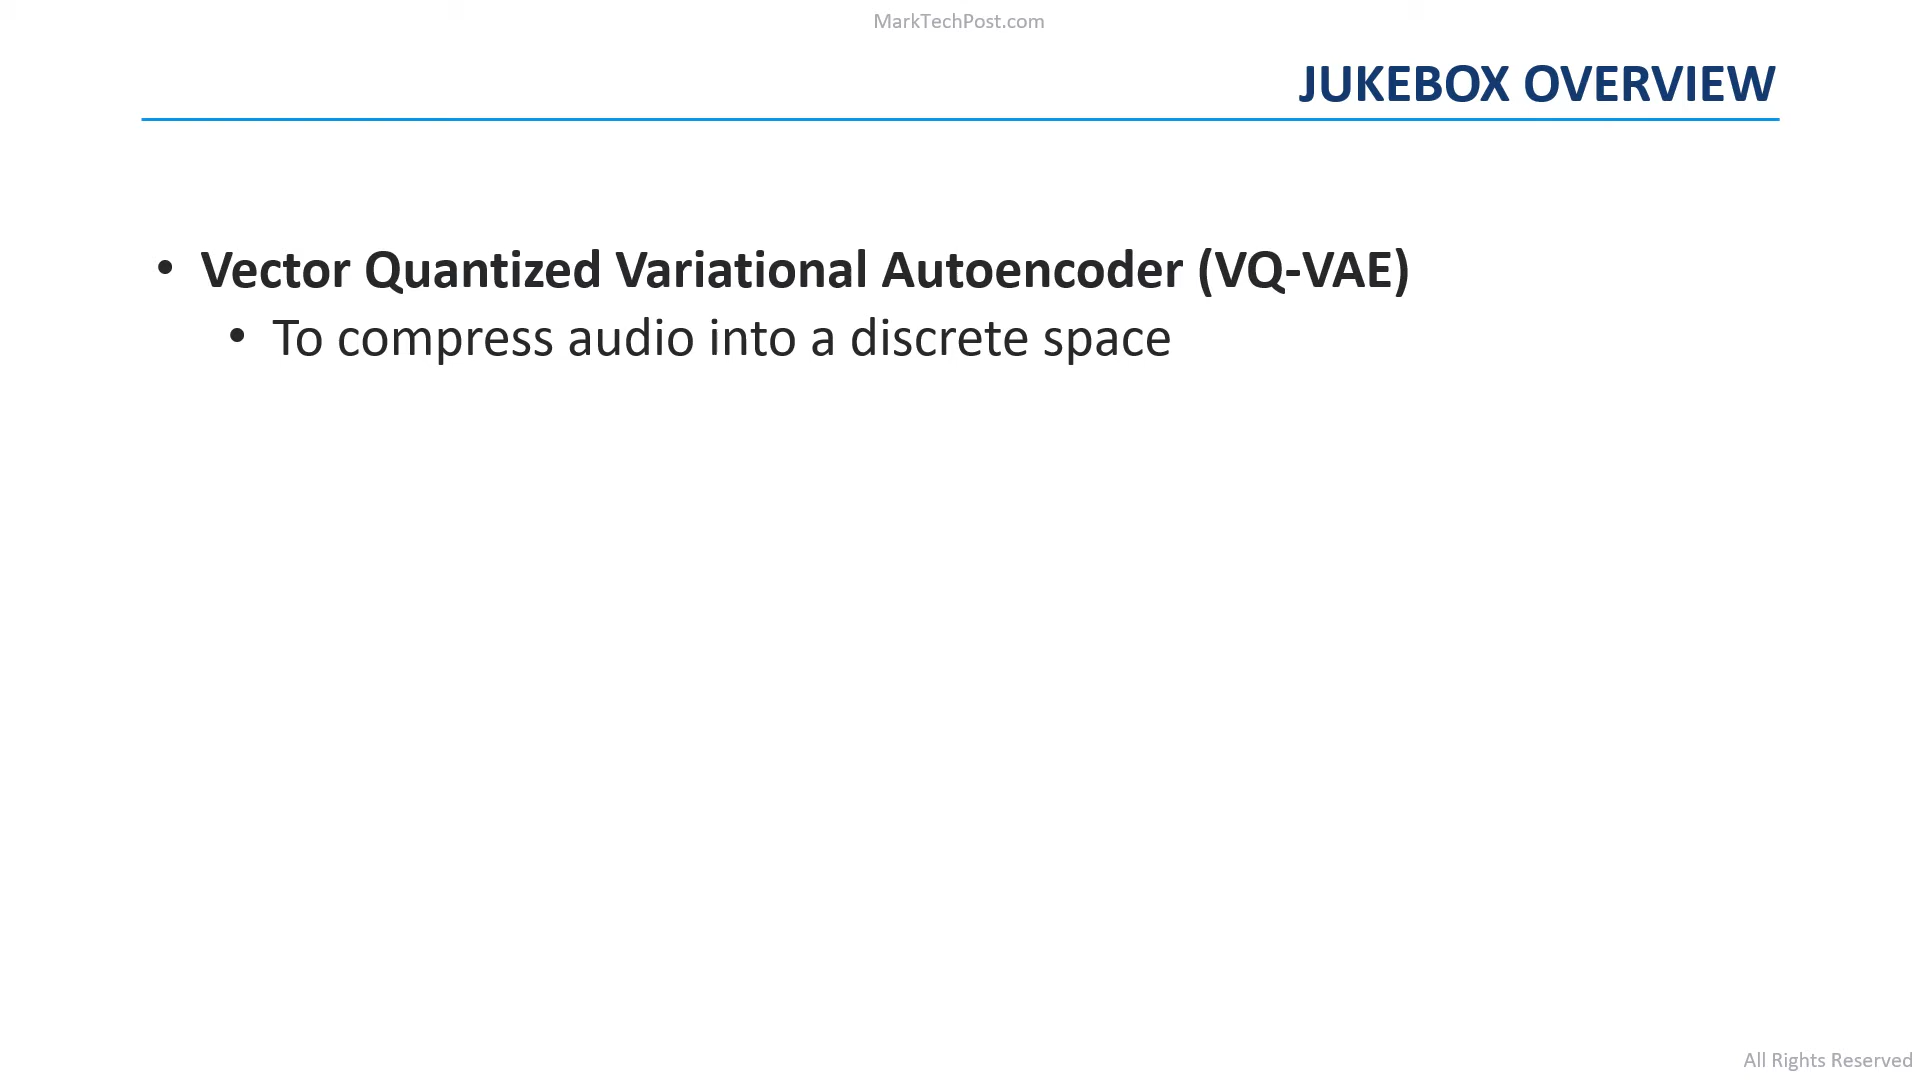 MarkTechPost.com
JUKEBOX OVERVIEW
• Vector Quantized Variational Autoencoder (VQ-VAE)
• To compress audio into a discrete space
All Rights Reserved